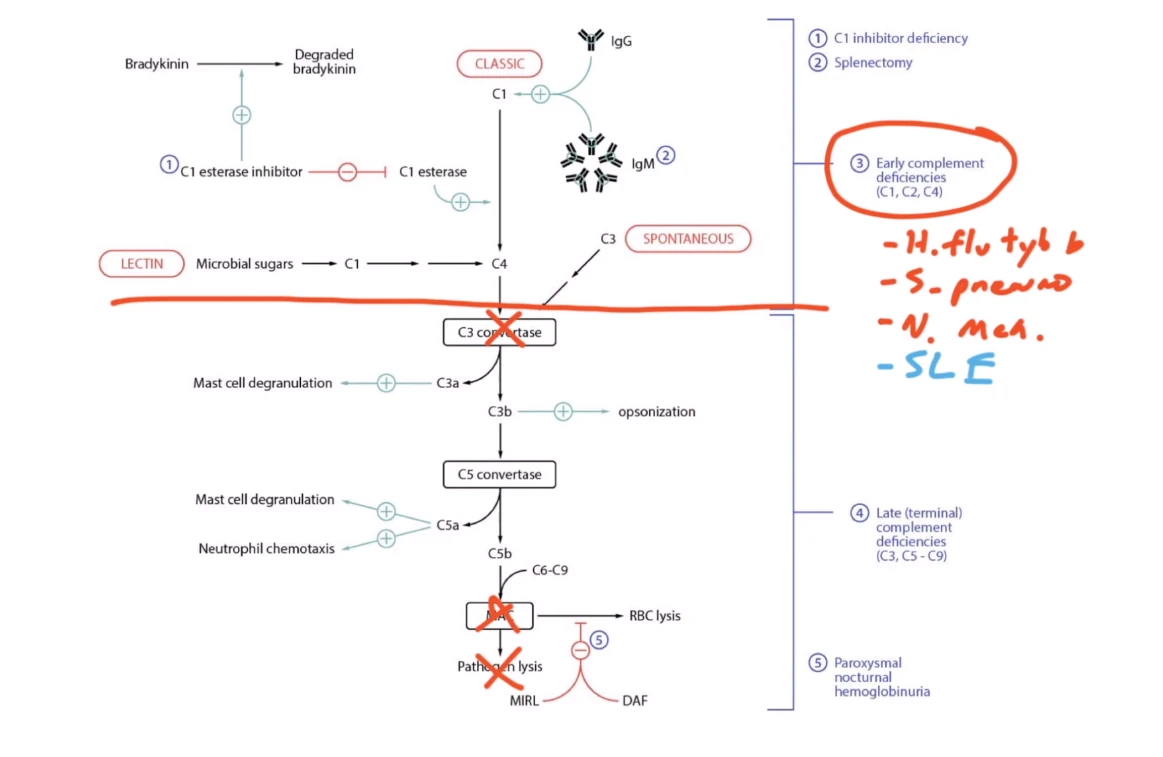 IgG
① C1 inhibitor deficiency
Bradykinin
Degraded
bradykinin
CLASSIC
② Splenectomy
C1
IgM ②
③ Early complement
deficiencies
(C1, C2, C4)
① C1 esterase inhibitor
C1 esterase
C3
SPONTANEOUS
- H. flu typ b
LECTIN
Microbial sugars
C1
C4
- S. pneumo
C3 convertase
- N. Men.
- SLE
Mast cell degranulation
C3a
C3b
opsonization
C5 convertase
Mast cell degranulation
C5a
Neutrophil chemotaxis
④ Late (terminal)
complement
deficiencies
(C3, C5 - C9)
C5b
C6-C9
MAC
RBC lysis
⑤
Pathogen lysis
MIRL
DAF
⑤ Paroxysmal
nocturnal
hemoglobinuria